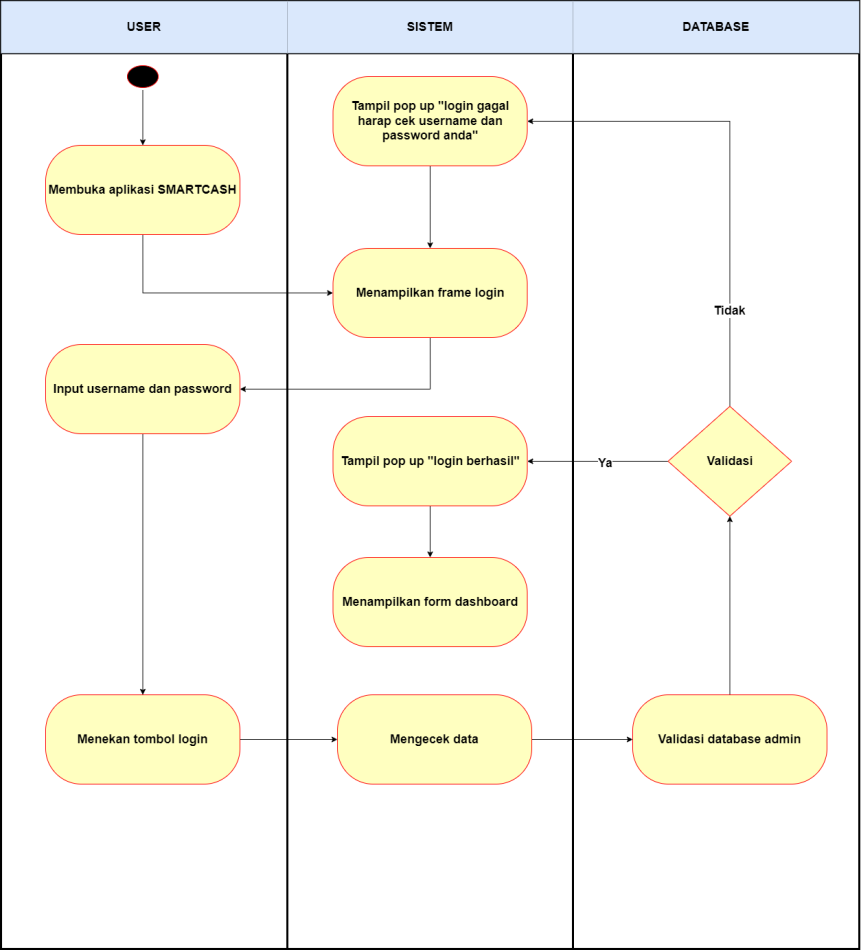 USER
SISTEM
DATABASE
Tampil pop up "login gagal
harap cek username dan
password anda"
Membuka aplikasi SMARTCASH
Menampilkan frame login
Tidak
Input username dan password
Tampil pop up "login berhasil"
Ya
Validasi
Menampilkan form dashboard
Menekan tombol login
Mengecek data
Validasi database admin